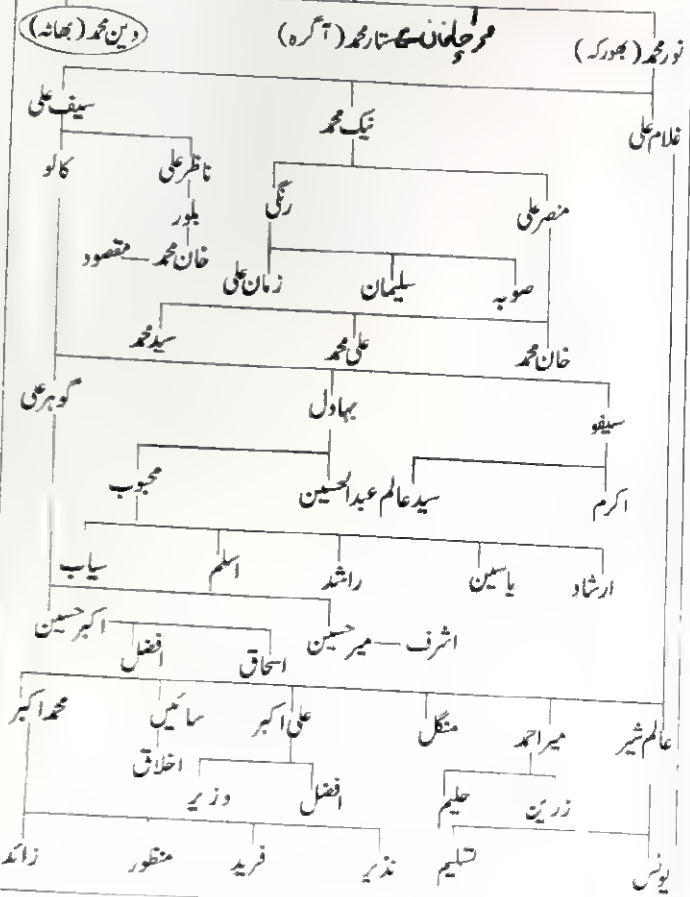 نور محمد (بھورکہ) ستار محمد (آگرہ) دین محمد (بھاٹہ)
غلام علی نیک محمد سیف علی
منصر علی رنگی ناظر علی کالو
بلور
صوبہ سلیمان زمان علی خان محمد — مقصود
خان محمد علی محمد سید محمد
سیفو بہاول گوہر علی
اکرم سید عالم عبدالحسین محبوب
ارشاد یاسین راشد اسلم سیاب
اشرف — میر حسین اسحاق افضل اکبر حسین
عالم شیر میر احمد منگل علی اکبر سائیں محمد اکبر
زرین حلیم افضل وزیر اخلاق
یونس تسلیم نذیر فرید منظور زائد